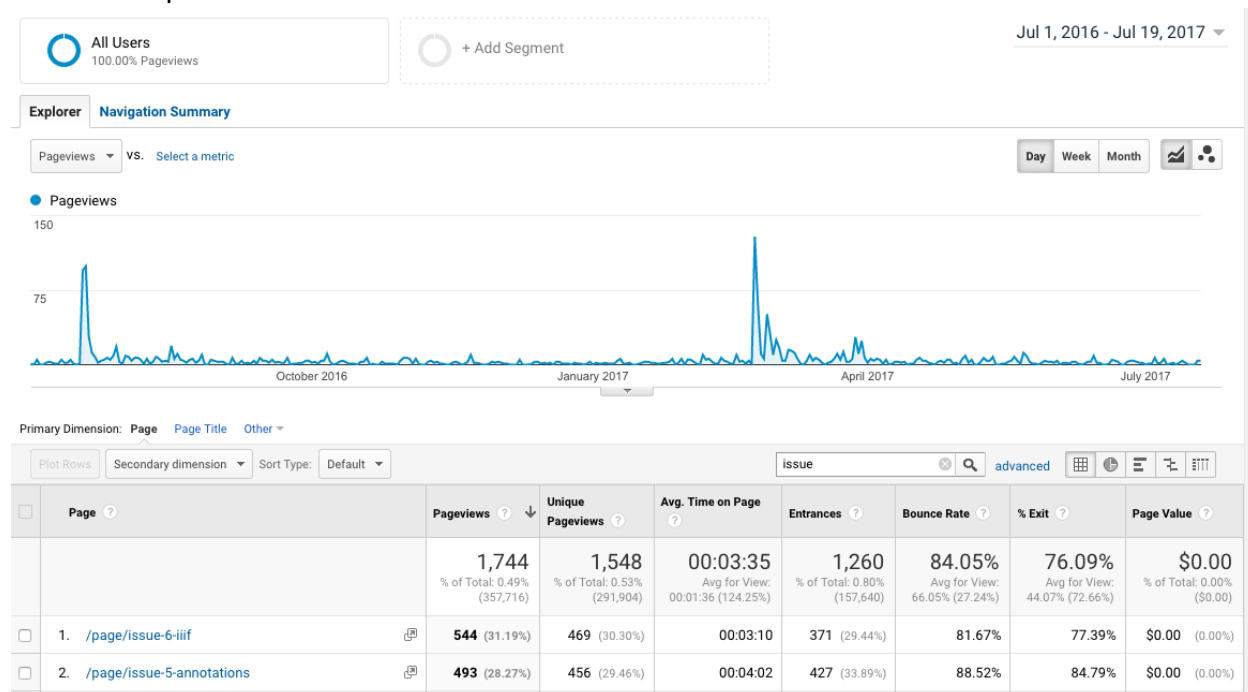 All Users
100.00% Pageviews
+ Add Segment
Jul 1, 2016 - Jul 19, 2017
Explorer Navigation Summary
Pageviews VS. Select a metric
Day Week Month
Pageviews
150
75
October 2016 January 2017 April 2017 July 2017
Primary Dimension: Page Page Title Other
Plot Rows Secondary dimension Sort Type: Default issue advanced
Page ? Pageviews ? Unique Pageviews ? Avg. Time on Page ? Entrances ? Bounce Rate ? % Exit ? Page Value ?
1,744 1,548 00:03:35 1,260 84.05% 76.09% $0.00
% of Total: 0.49% % of Total: 0.53% Avg for View: % of Total: 0.80% Avg for View: Avg for View: % of Total: 0.00%
(357,716) (291,904) 00:01:36 (124.25%) (157,640) 66.05% (27.24%) 44.07% (72.66%) ($0.00)
1. /page/issue-6-iiif 544 (31.19%) 469 (30.30%) 00:03:10 371 (29.44%) 81.67% 77.39% $0.00 (0.00%)
2. /page/issue-5-annotations 493 (28.27%) 456 (29.46%) 00:04:02 427 (33.89%) 88.52% 84.79% $0.00 (0.00%)